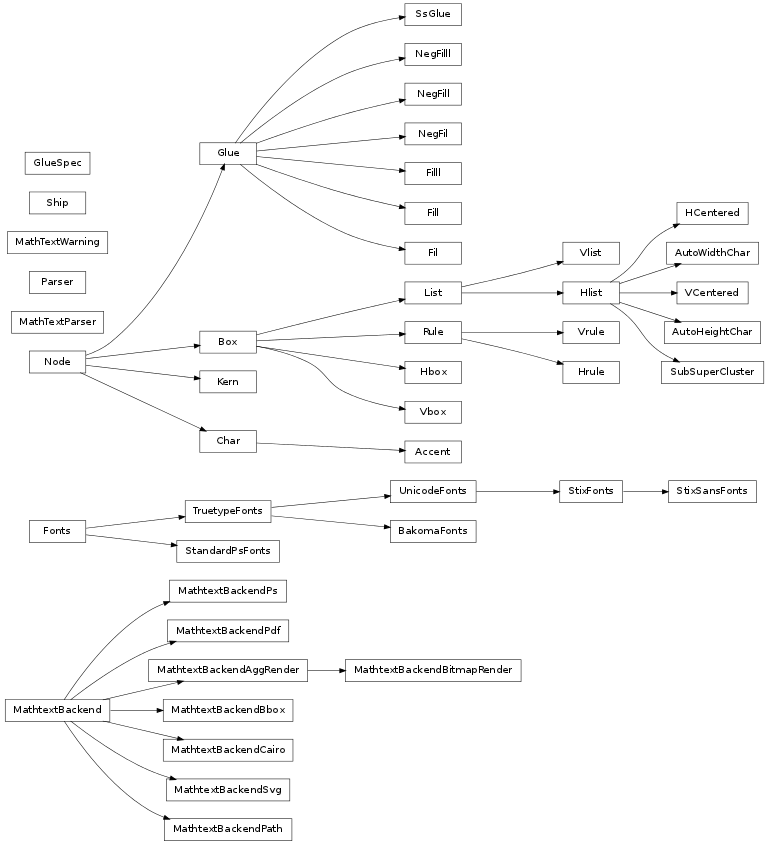 SsGlue
NegFilll
NegFill
NegFil
Glue
GlueSpec
Filll
Ship
Fill
HCentered
MathTextWarning
Fil
Vlist
AutoWidthChar
Parser
List
Hlist
VCentered
MathTextParser
Box
Rule
Vrule
AutoHeightChar
Node
Kern
Hbox
Hrule
SubSuperCluster
Vbox
Char
Accent
UnicodeFonts
StixFonts
StixSansFonts
TruetypeFonts
Fonts
BakomaFonts
StandardPsFonts
MathtextBackendPs
MathtextBackendPdf
MathtextBackendAggRender
MathtextBackendBitmapRender
MathtextBackend
MathtextBackendBbox
MathtextBackendCairo
MathtextBackendSvg
MathtextBackendPath